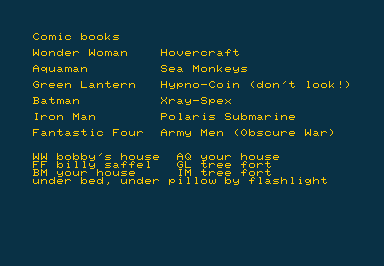 Comic books
Wonder Woman    Hovercraft
Aquaman         Sea Monkeys
Green Lantern   Hypno-Coin (don't look!)
Batman          Xray-Spex
Iron Man        Polaris Submarine
Fantastic Four  Army Men (Obscure War)
WW bobby's house  AQ your house
FF billy saffel   GL tree fort
BM your house     IM tree fort
under bed, under pillow by flashlight